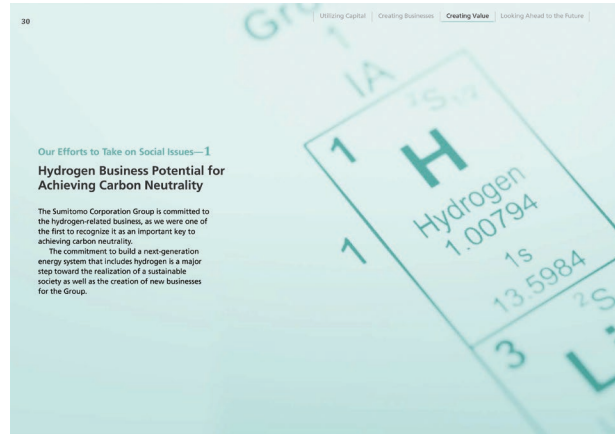 30
Utilizing Capital | Creating Businesses | Creating Value | Looking Ahead to the Future
Group
1
IA
Our Efforts to Take on Social Issues—1
Hydrogen Business Potential for
Achieving Carbon Neutrality
The Sumitomo Corporation Group is committed to
the hydrogen-related business, as we were one of
the first to recognize it as an important key to
achieving carbon neutrality.
The commitment to build a next-generation
energy system that includes hydrogen is a major
step toward the realization of a sustainable
society as well as the creation of new businesses
for the Group.
1
1
H
Hydrogen
1.00794
1s
13.5984
3
2S
Li